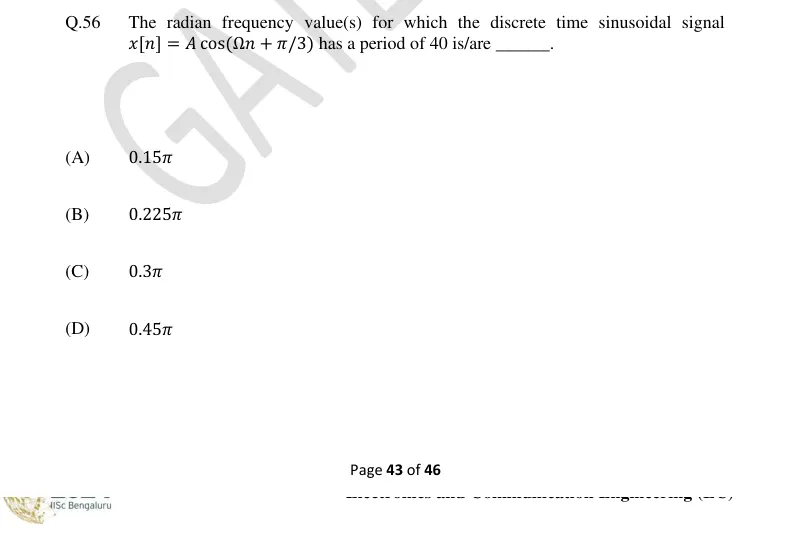 Q.56 The radian frequency value(s) for which the discrete time sinusoidal signal
x[n] = A cos(Ωn + π/3) has a period of 40 is/are ______.
(A) 0.15π
(B) 0.225π
(C) 0.3π
(D) 0.45π
Page 43 of 46
IISc Bengaluru